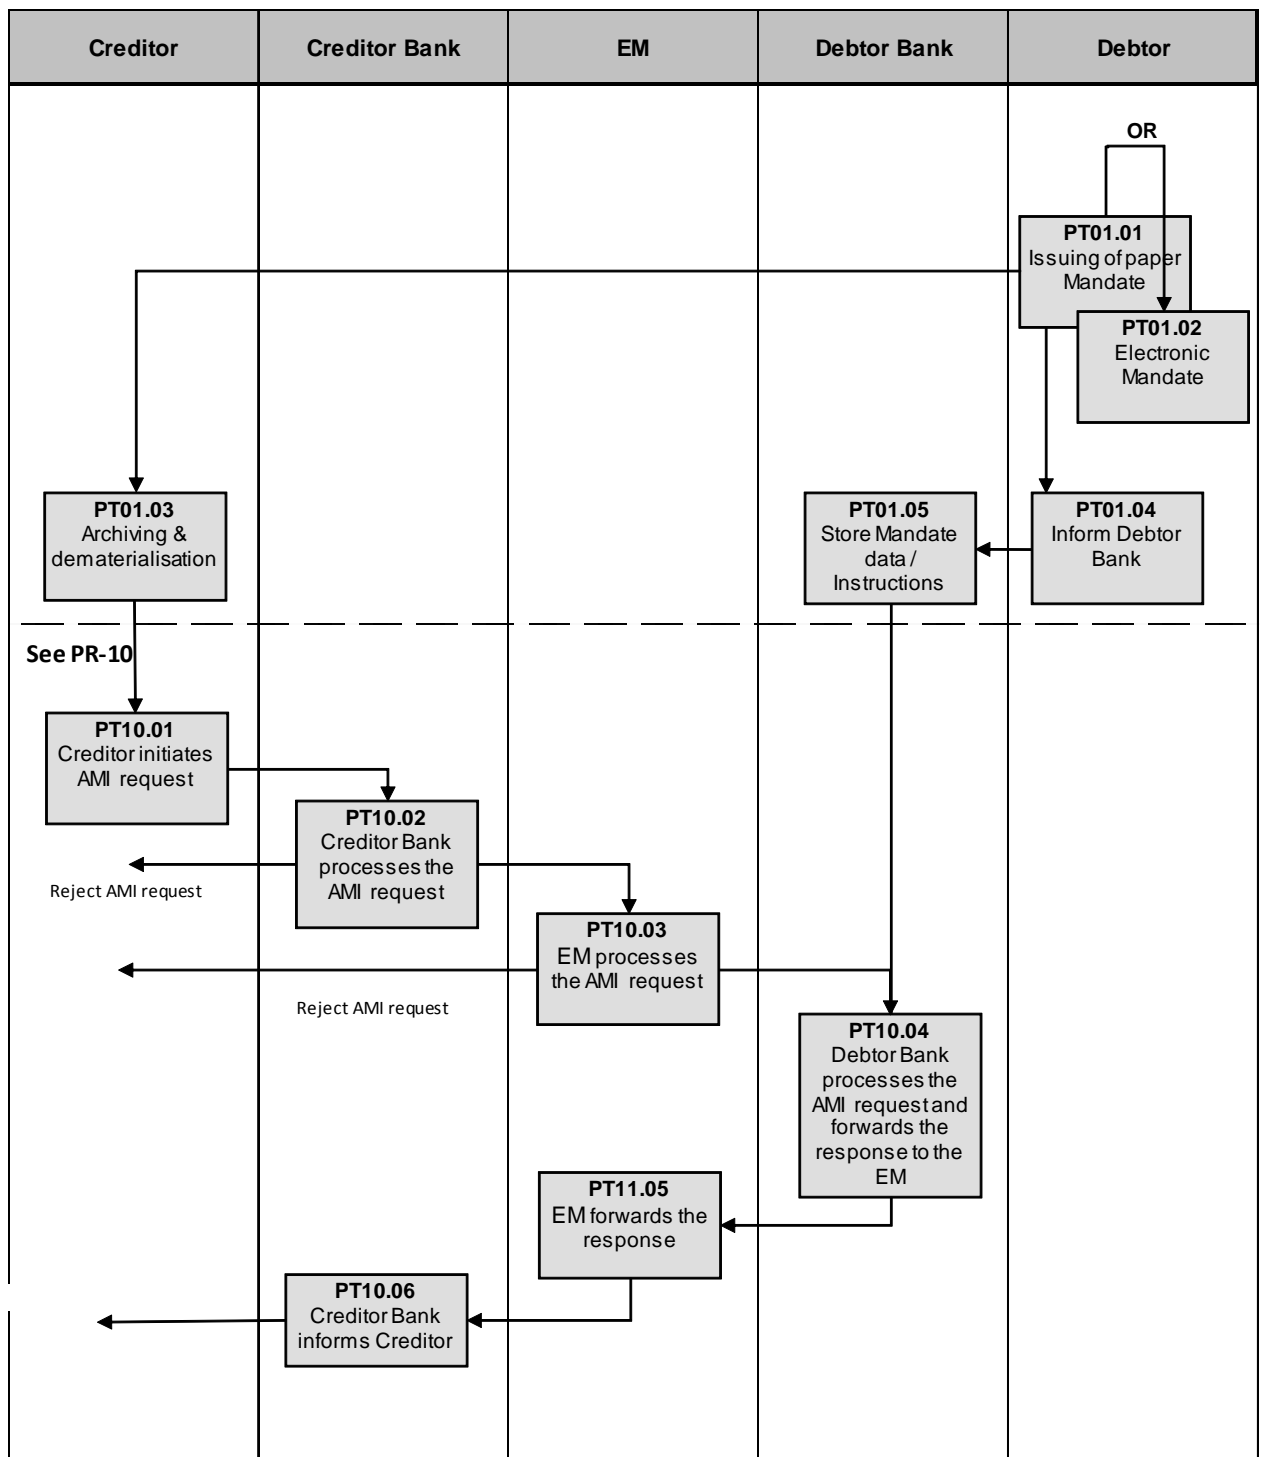 Creditor
Creditor Bank
EM
Debtor Bank
Debtor
OR
PT01.01
Issuing of paper
Mandate
PT01.02
Electronic
Mandate
PT01.03
Archiving &
dematerialisation
PT01.05
Store Mandate
data /
Instructions
PT01.04
Inform Debtor
Bank
See PR-10
PT10.01
Creditor initiates
AMI request
PT10.02
Creditor Bank
processes the
AMI request
Reject AMI request
PT10.03
EM processes
the AMI request
Reject AMI request
PT10.04
Debtor Bank
processes the
AMI request and
forwards the
response to the
EM
PT11.05
EM forwards the
response
PT10.06
Creditor Bank
informs Creditor